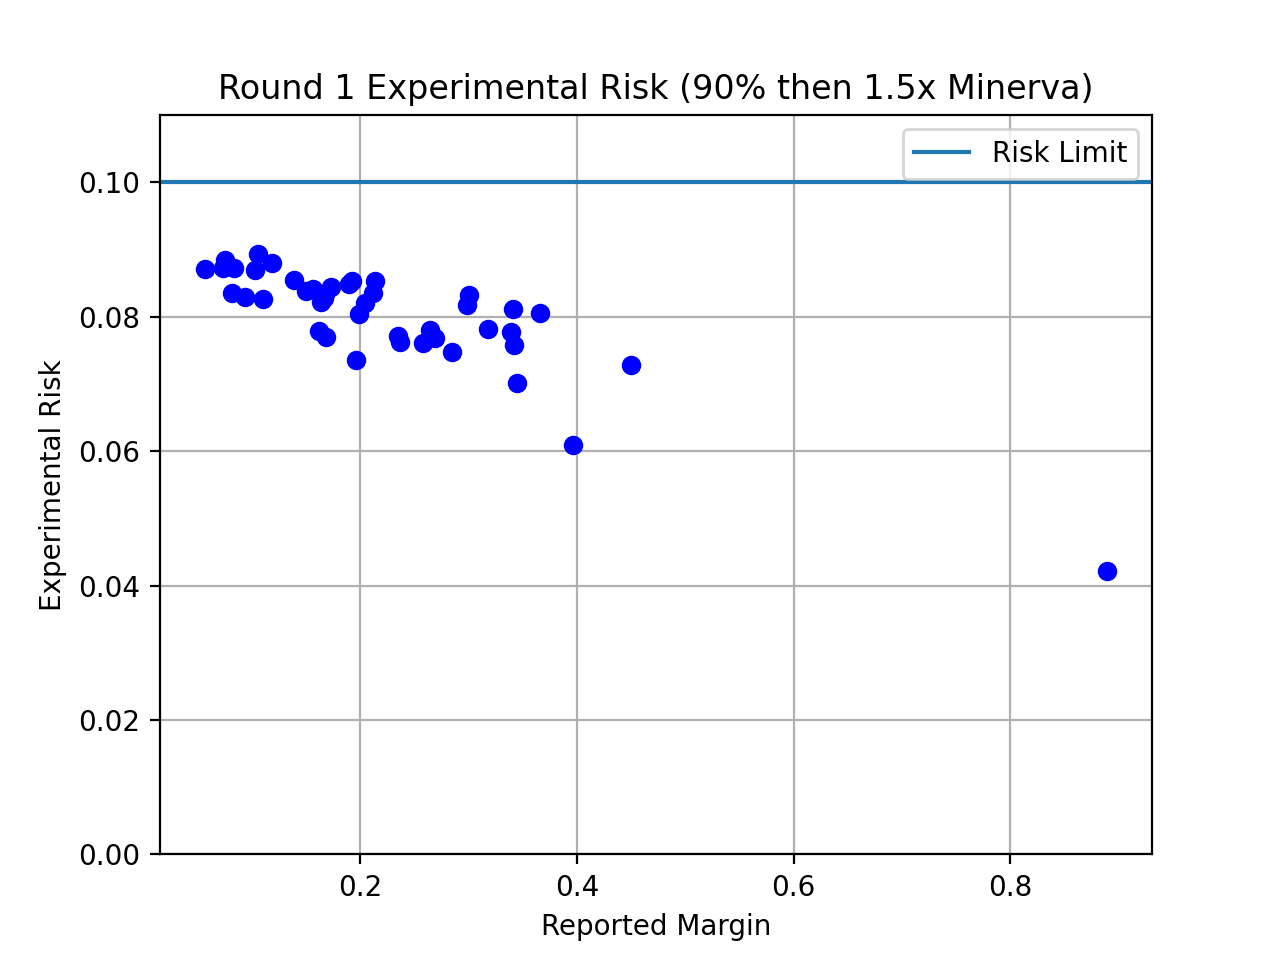 Round 1 Experimental Risk (90% then 1.5x Minerva)
Risk Limit
0.10
0.08
0.06
0.04
0.02
0.00
Experimental Risk
0.2 0.4 0.6 0.8
Reported Margin